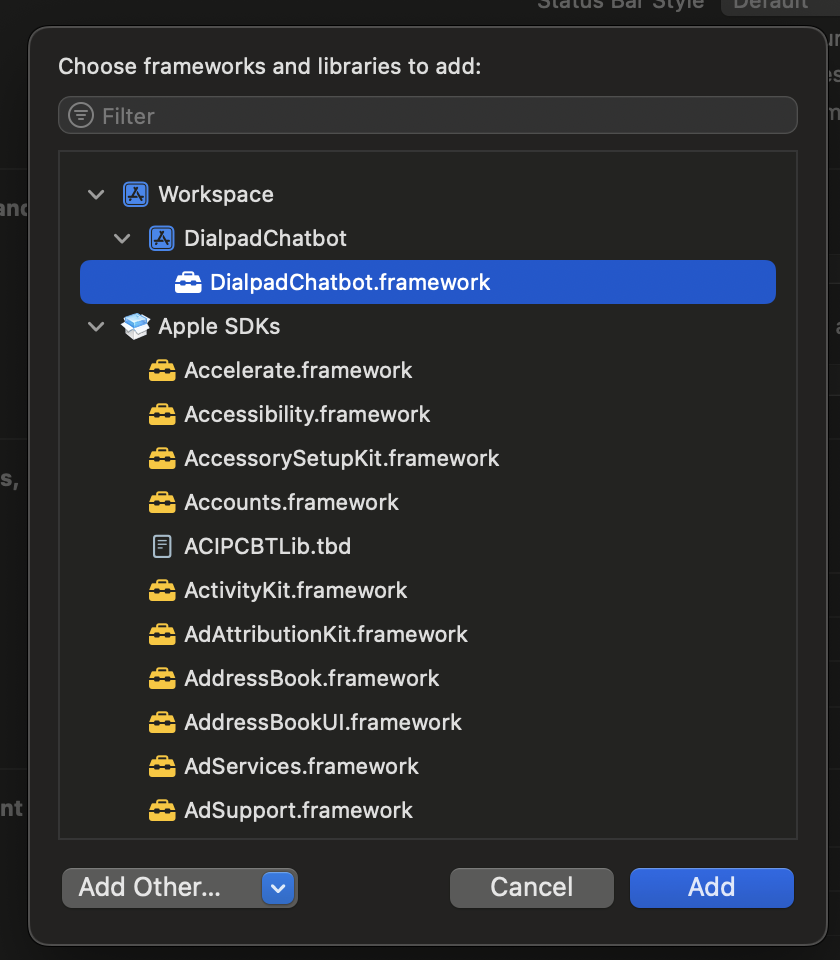 Status Bar Style Default
Choose frameworks and libraries to add:
Filter
Workspace
DialpadChatbot
DialpadChatbot.framework
Apple SDKs
Accelerate.framework
Accessibility.framework
AccessorySetupKit.framework
Accounts.framework
ACIPCBTLib.tbd
ActivityKit.framework
AdAttributionKit.framework
AddressBook.framework
AddressBookUI.framework
AdServices.framework
AdSupport.framework
Add Other...
Cancel
Add